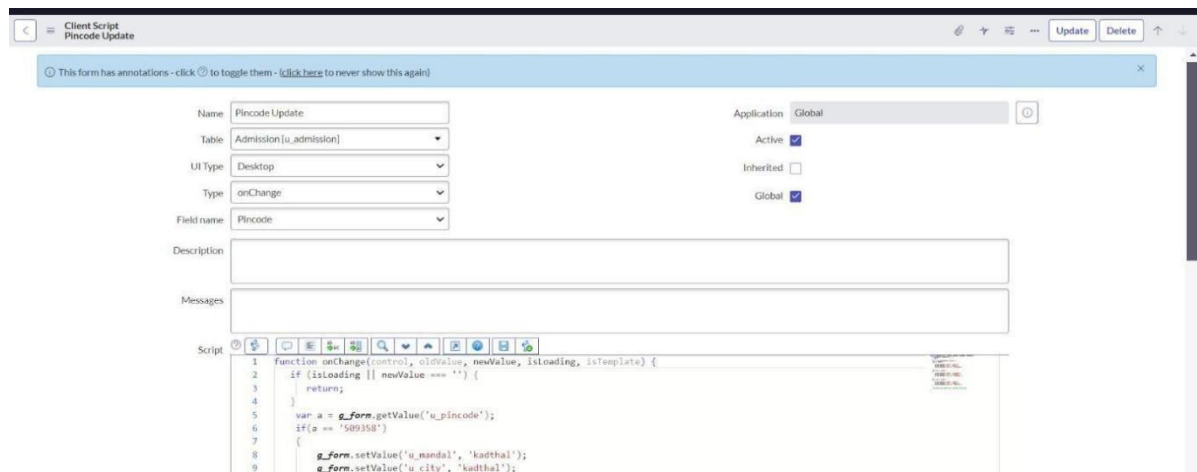 Client Script
Pincode Update
Update
Delete
This form has annotations - click ? to toggle them - (click here to never show this again)
Name
Pincode Update
Application
Global
Table
Admission [u_admission]
Active
UI Type
Desktop
Inherited
Type
onChange
Global
Field name
Pincode
Description
Messages
Script
1 function onChange(control, oldValue, newValue, isLoading, isTemplate) {
2 if (isLoading || newValue === '') {
3 return;
4 }
5 var a = g_form.getValue('u_pincode');
6 if(a == '509358')
7 {
8 g_form.setValue('u_mandal', 'kadthal');
9 g_form.setValue('u_city', 'kadthal');